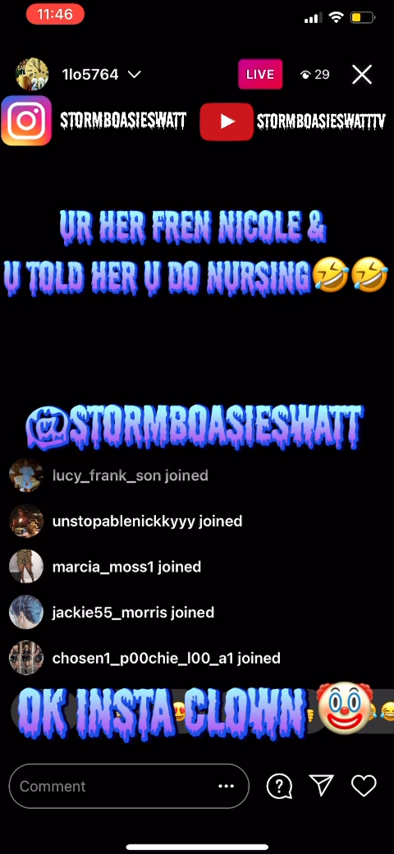 11:46
1lo5764
LIVE
29
STORMBOASIESWATT
STORMBOASIESWATTTV
UR HER FREN NICOLE &
U TOLD HER U DO NURSING🤣🤣
@STORMBOASIESWATT
lucy_frank_son joined
unstopablenickkyyy joined
marcia_moss1 joined
jackie55_morris joined
chosen1_p00chie_l00_a1 joined
OK INSTA CLOWN🤡
Comment